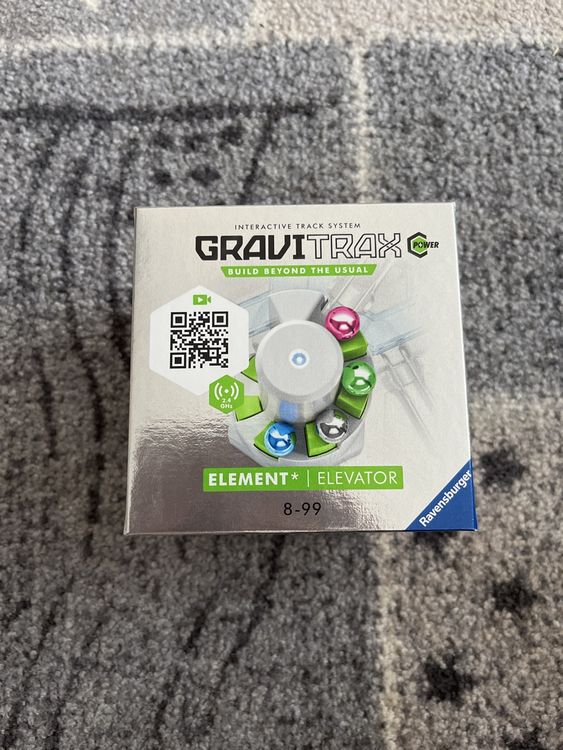 INTERACTIVE TRACK SYSTEM
GRAVITRAX POWER
BUILD BEYOND THE USUAL
2.4
GHz
ELEMENT* | ELEVATOR
8-99
Ravensburger